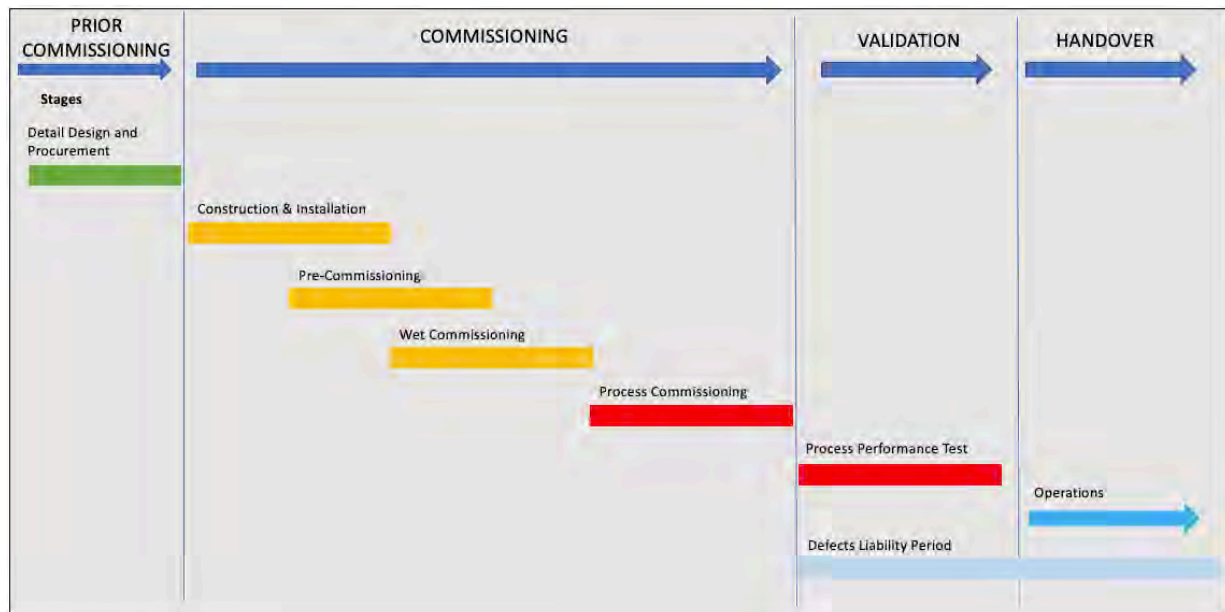 PRIOR
COMMISSIONING
COMMISSIONING
VALIDATION
HANDOVER
Stages
Detail Design and
Procurement
Construction & Installation
Pre-Commissioning
Wet Commissioning
Process Commissioning
Process Performance Test
Operations
Defects Liability Period